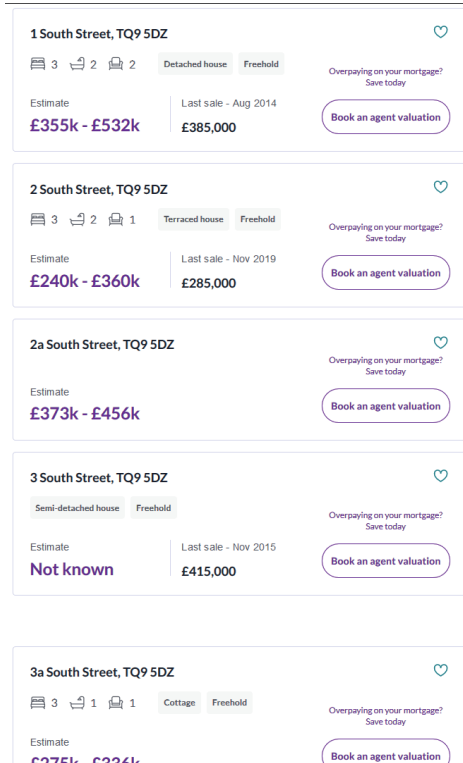 1 South Street, TQ9 5DZ
3 2 2 Detached house Freehold
Overpaying on your mortgage?
Save today
Estimate
£355k - £532k
Last sale - Aug 2014
£385,000
Book an agent valuation
2 South Street, TQ9 5DZ
3 2 1 Terraced house Freehold
Overpaying on your mortgage?
Save today
Estimate
£240k - £360k
Last sale - Nov 2019
£285,000
Book an agent valuation
2a South Street, TQ9 5DZ
Overpaying on your mortgage?
Save today
Estimate
£373k - £456k
Book an agent valuation
3 South Street, TQ9 5DZ
Semi-detached house Freehold
Overpaying on your mortgage?
Save today
Estimate
Not known
Last sale - Nov 2015
£415,000
Book an agent valuation
3a South Street, TQ9 5DZ
3 1 1 Cottage Freehold
Overpaying on your mortgage?
Save today
Estimate
£275k - £336k
Book an agent valuation